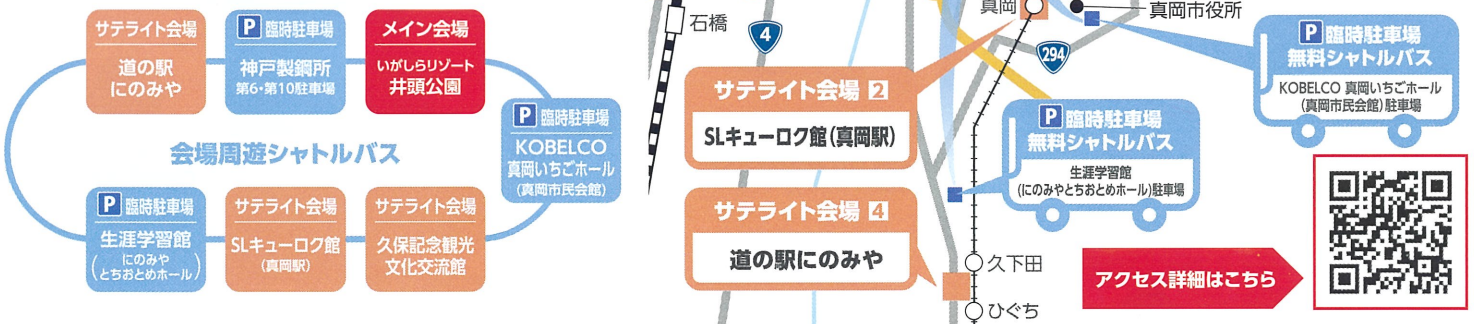 サテライト会場
道の駅
にのみや
P 臨時駐車場
神戸製鋼所
第6・第10駐車場
メイン会場
いがしらリゾート
井頭公園
P 臨時駐車場
KOBELCO
真岡いちごホール
(真岡市民会館)
会場周遊シャトルバス
P 臨時駐車場
生涯学習館
(にのみや
とちおとめホール)
サテライト会場
SLキューロク館
(真岡駅)
サテライト会場
久保記念観光
文化交流館
石橋
4
真岡
真岡市役所
294
サテライト会場 2
SLキューロク館(真岡駅)
P 臨時駐車場
無料シャトルバス
KOBELCO 真岡いちごホール
(真岡市民会館)駐車場
P 臨時駐車場
無料シャトルバス
生涯学習館
(にのみやとちおとめホール)駐車場
サテライト会場 4
道の駅にのみや
久下田
ひぐち
アクセス詳細はこちら